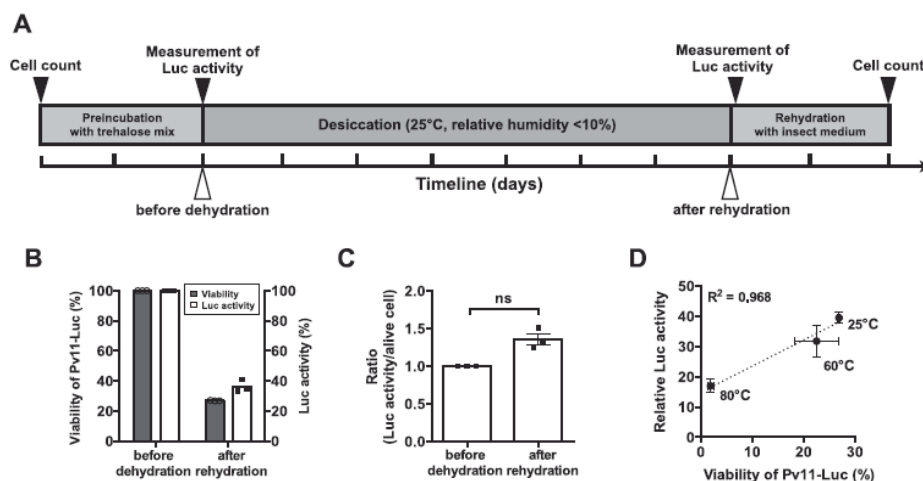 A
Measurement of
Luc activity
Measurement of
Luc activity
Cell count
Cell count
Preincubation
with trehalose mix
Desiccation (25°C, relative humidity <10%)
Rehydration
with insect medium
Timeline (days)
before dehydration
after rehydration
B
Viability of Pv11-Luc (%)
100
80
60
40
20
0
Viability
Luc activity
100
80
60
40
20
0
Luc activity (%)
before
dehydration
after
rehydration
C
Ratio
(Luc activity/alive cell)
2.0
1.5
1.0
0.5
0.0
ns
before
dehydration
after
rehydration
D
Relative Luc activity
50
40
30
20
10
0
R² = 0,968
25°C
60°C
80°C
0
10
20
30
Viability of Pv11-Luc (%)